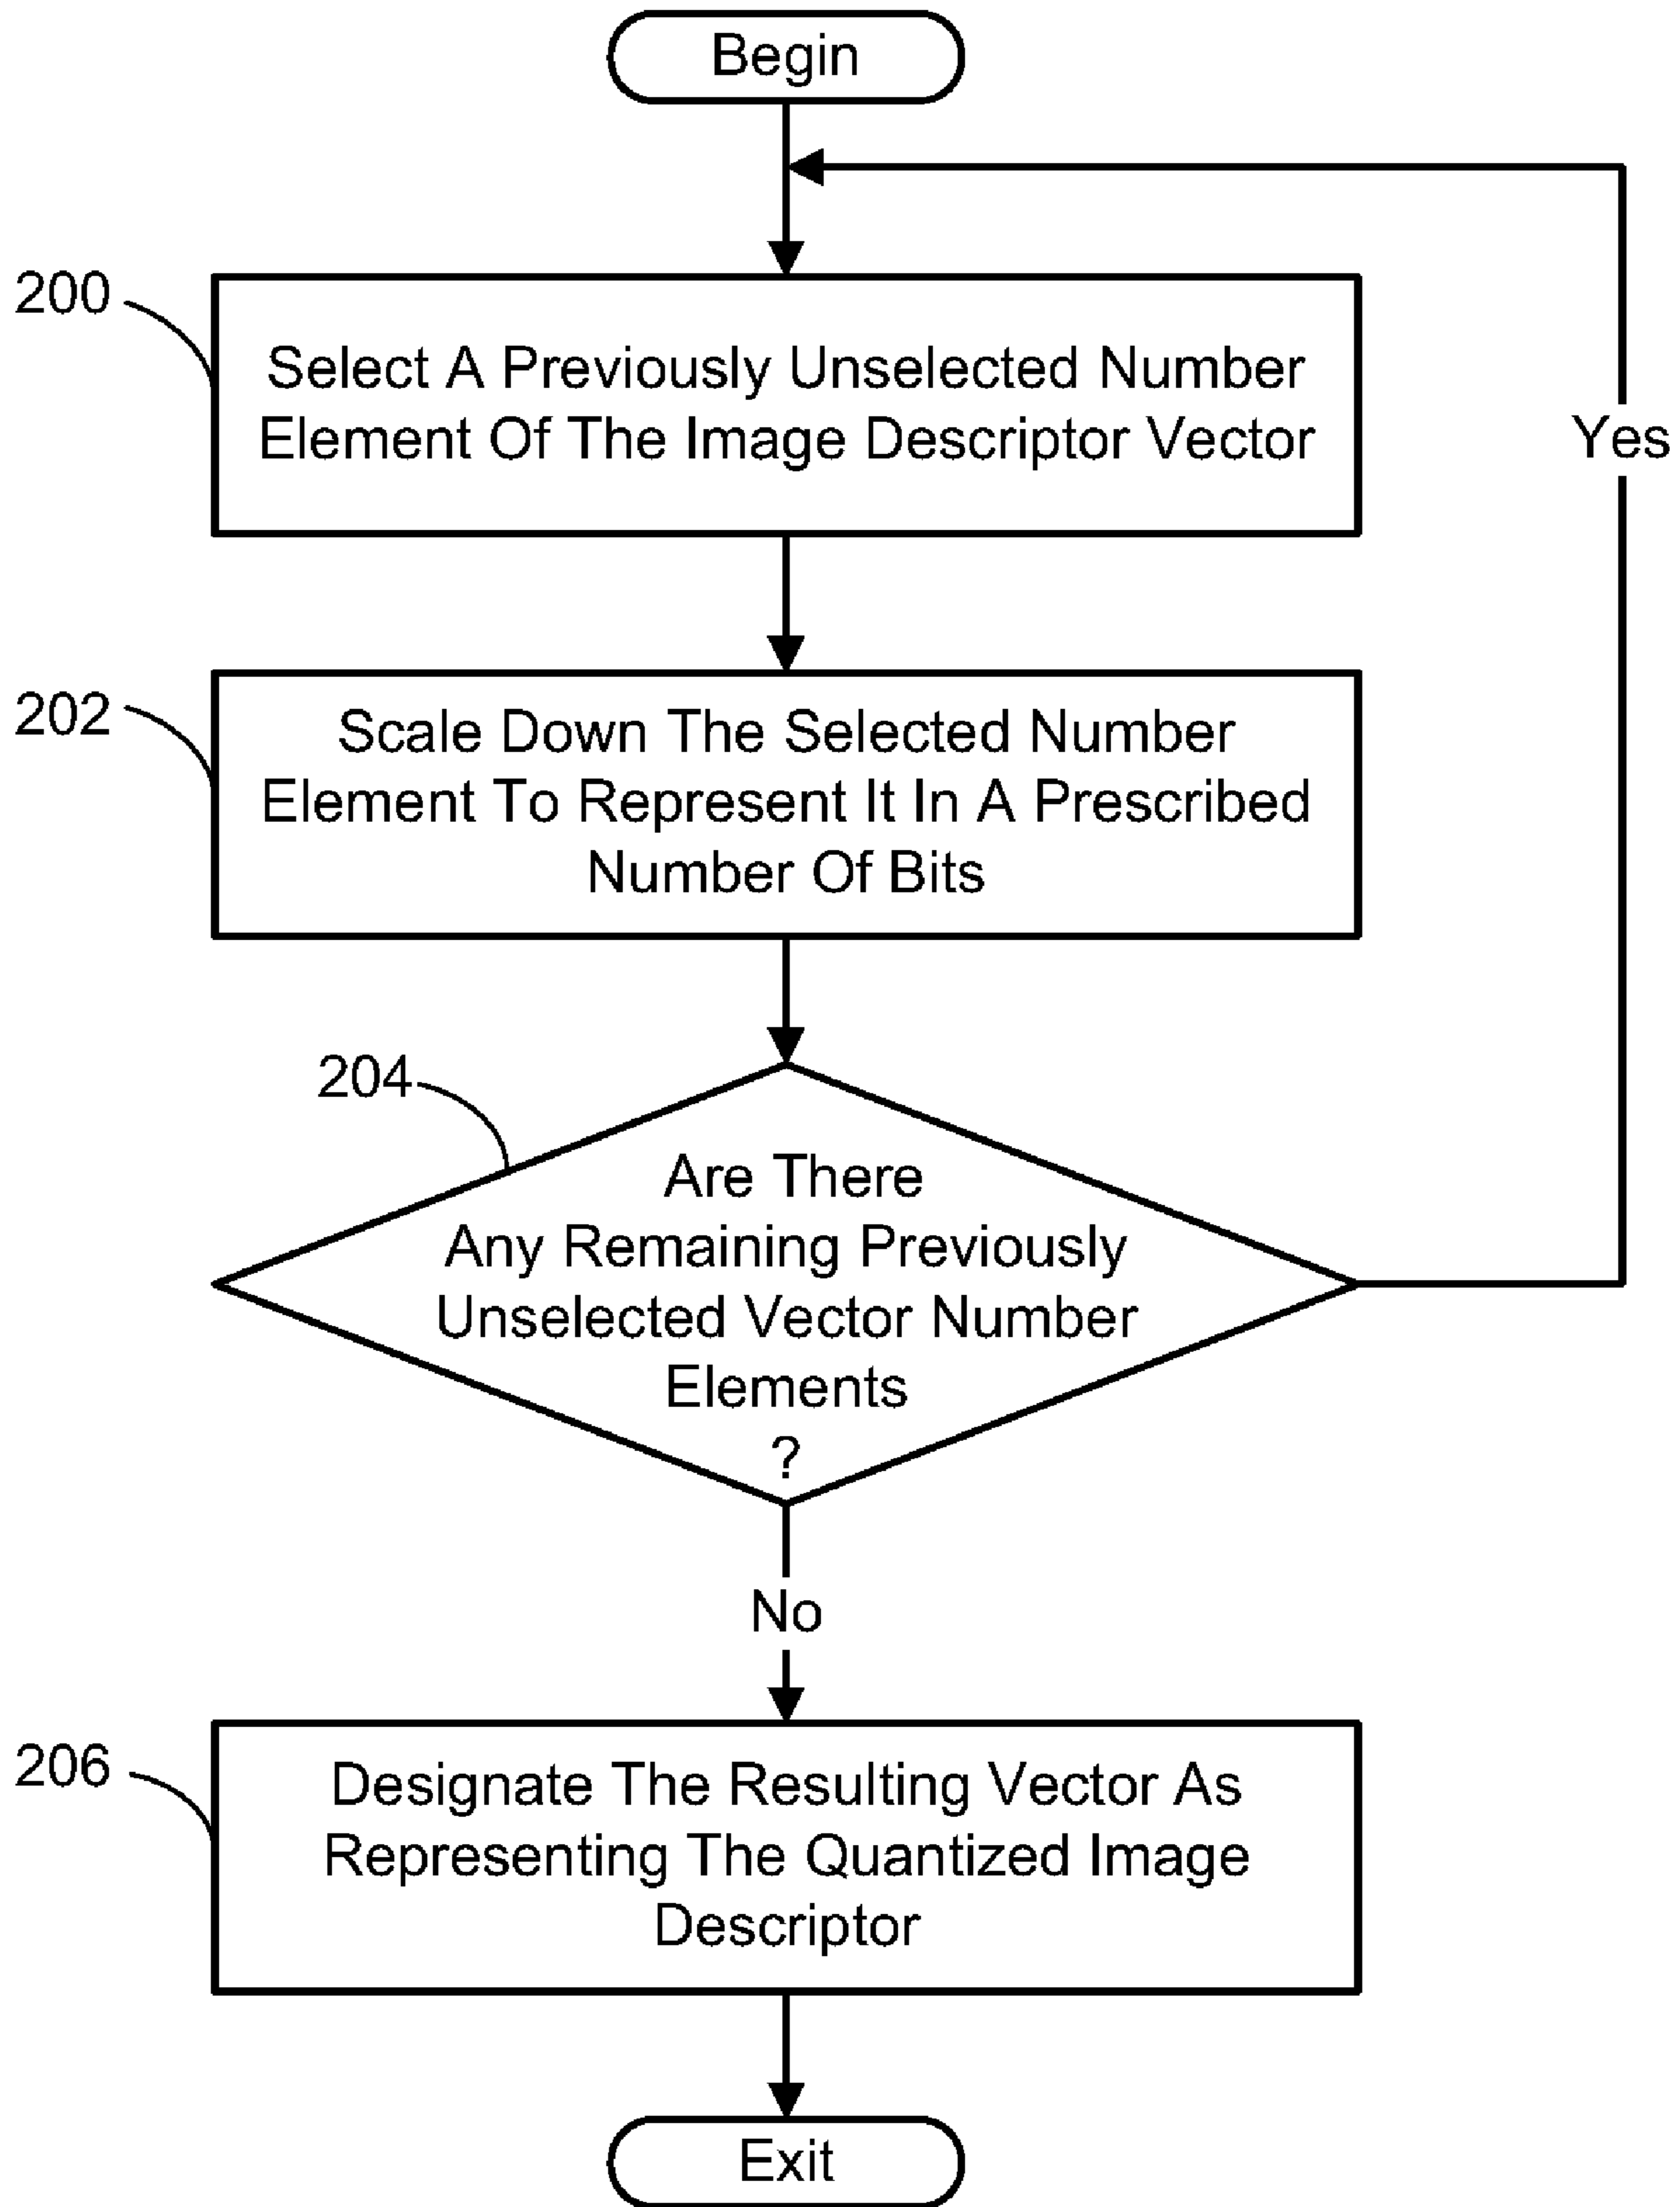 Begin
200
Select A Previously Unselected Number
Element Of The Image Descriptor Vector
Yes
202
Scale Down The Selected Number
Element To Represent It In A Prescribed
Number Of Bits
204
Are There
Any Remaining Previously
Unselected Vector Number
Elements
?
No
206
Designate The Resulting Vector As
Representing The Quantized Image
Descriptor
Exit